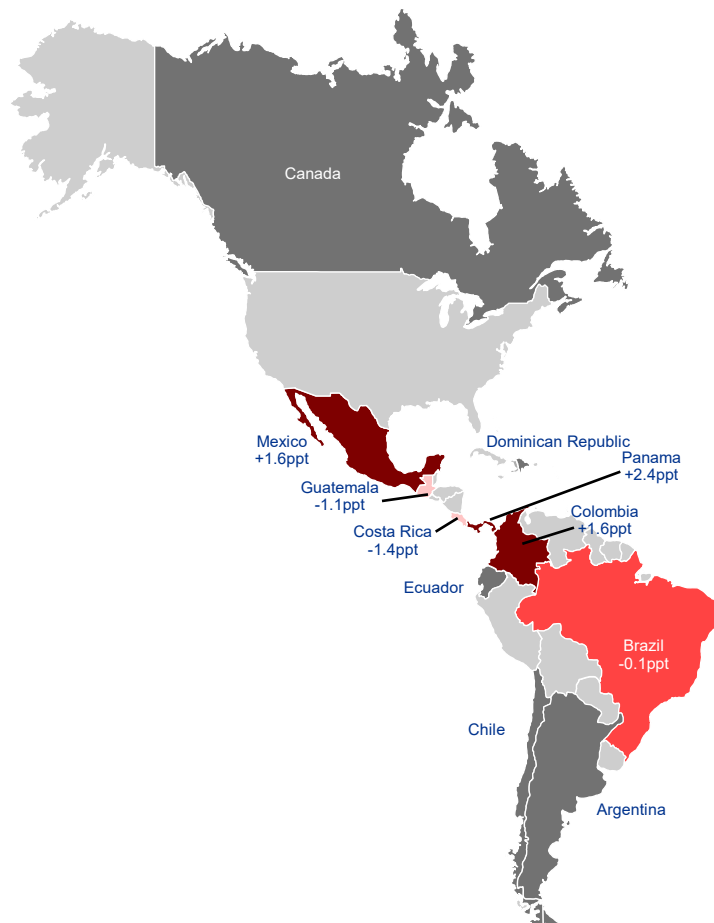 Canada
Mexico
+1.6ppt
Dominican Republic
Panama
+2.4ppt
Guatemala
-1.1ppt
Colombia
+1.6ppt
Costa Rica
-1.4ppt
Ecuador
Brazil
-0.1ppt
Chile
Argentina